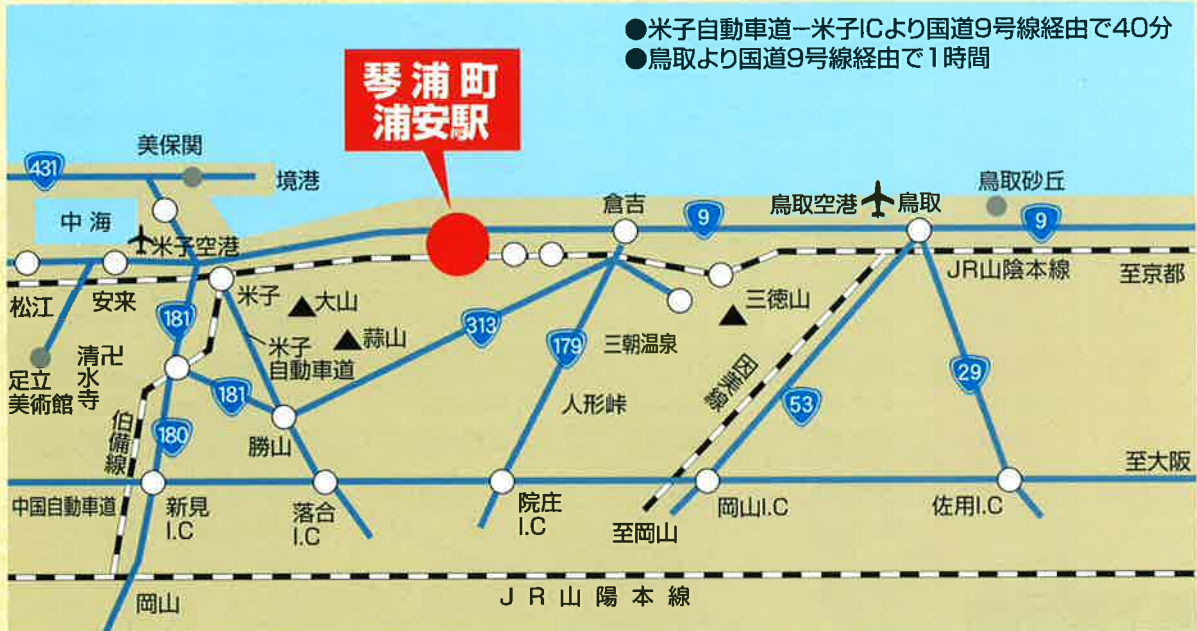 ●米子自動車道－米子ICより国道9号線経由で40分
●鳥取より国道9号線経由で1時間
琴浦町
浦安駅
美保関
431
境港
中海
米子空港
倉吉
9
鳥取空港
鳥取
鳥取砂丘
9
JR山陰本線
至京都
松江
安来
米子
大山
三徳山
181
蒜山
313
179
三朝温泉
米子
自動車道
清水寺
卍
足立
美術館
181
因美線
53
29
人形峠
伯備線
180
勝山
至大阪
中国自動車道
新見
I.C
落合
I.C
院庄
I.C
至岡山
岡山I.C
佐用I.C
岡山
JR山陽本線